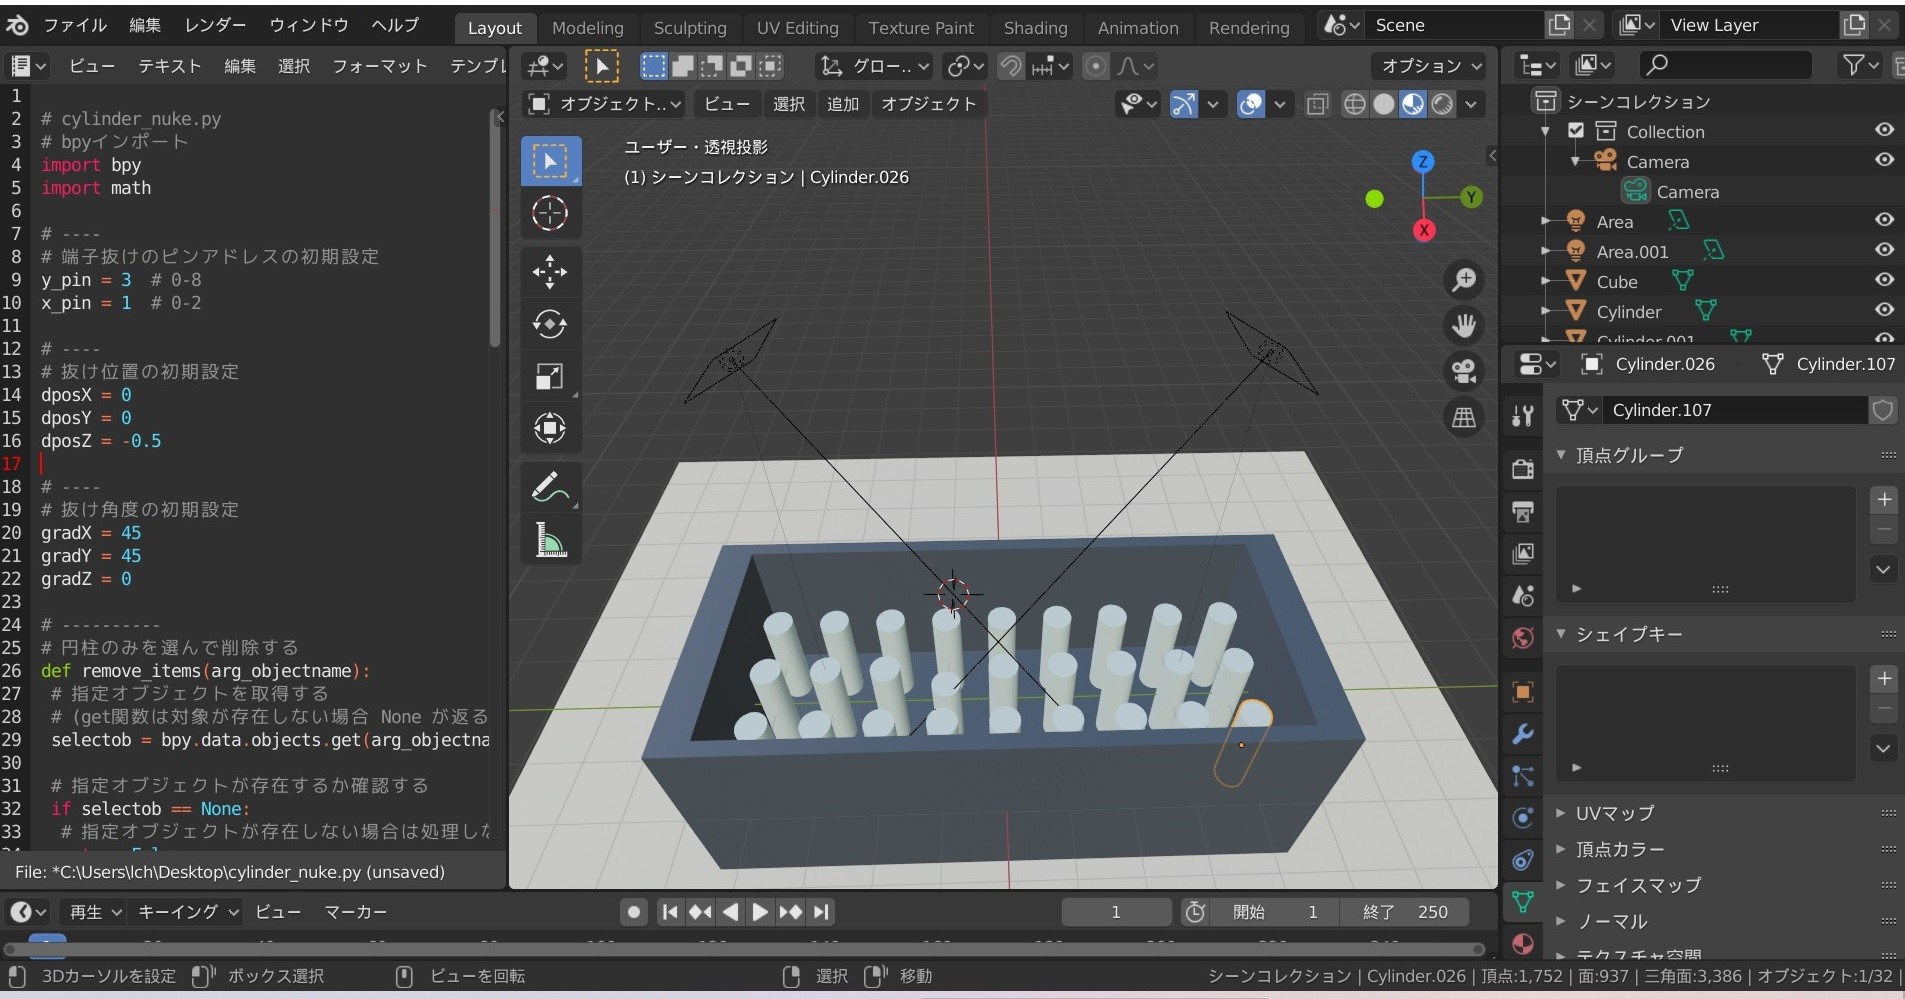 ファイル 編集 レンダー ウィンドウ ヘルプ Layout Modeling Sculpting UV Editing Texture Paint Shading Animation Rendering Scene View Layer
ビュー テキスト 編集 選択 フォーマット
グロー.. オプション
オブジェクト.. ビュー 選択 追加 オブジェクト
1
2 # cylinder_nuke.py
3 # bpyインポート
4 import bpy
5 import math
6
7 # ----
8 # 端子抜けのピンアドレスの初期設定
9 y_pin = 3 # 0-8
10 x_pin = 1 # 0-2
11
12 # ----
13 # 抜け位置の初期設定
14 dposX = 0
15 dposY = 0
16 dposZ = -0.5
17
18 # ----
19 # 抜け角度の初期設定
20 gradX = 45
21 gradY = 45
22 gradZ = 0
23
24 # ----------
25 # 円柱のみを選んで削除する
26 def remove_items(arg_objectname):
27 # 指定オブジェクトを取得する
28 # (get関数は対象が存在しない場合 None が返る
29 selectob = bpy.data.objects.get(arg_objectna
30
31 # 指定オブジェクトが存在するか確認する
32 if selectob == None:
33 # 指定オブジェクトが存在しない場合は処理し
File: *C:\Users\lch\Desktop\cylinder_nuke.py (unsaved)
ユーザー・透視投影
(1) シーンコレクション | Cylinder.026
Z
Y
X
シーンコレクション
Collection
Camera
Camera
Area
Area.001
Cube
Cylinder
Cylinder.001
Cylinder.026 Cylinder.107
Cylinder.107
頂点グループ
シェイプキー
UVマップ
頂点カラー
フェイスマップ
ノーマル
テクスチャ空間
再生 キーイング ビュー マーカー 1 開始 1 終了 250
3Dカーソルを設定 ボックス選択 ビューを回転 選択 移動 シーンコレクション | Cylinder.026 | 頂点:1,752 | 面:937 | 三角面:3,386 | オブジェクト:1/32 |